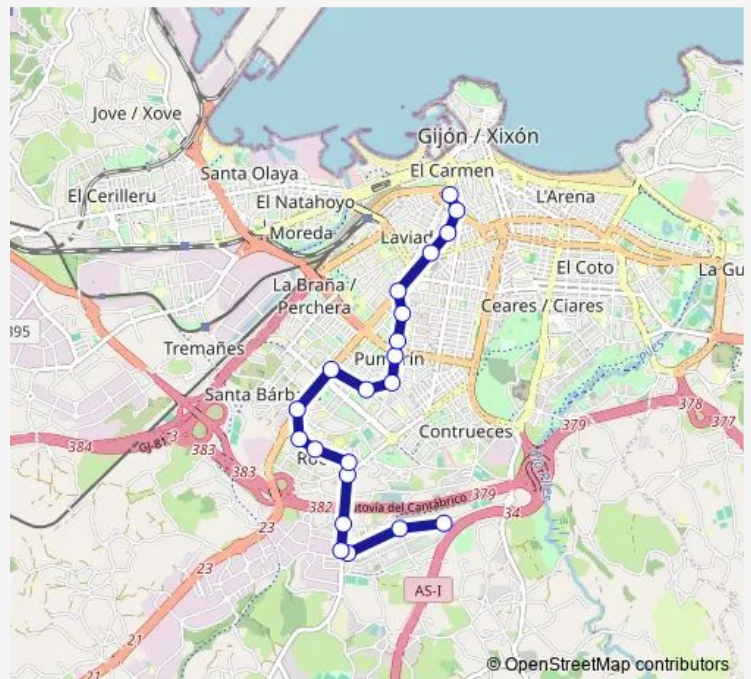 Jove / Xove
Gijón / Xixón
Santa Olaya
El Carmen
El Cerilleru
El Natahoyo
L'Arena
Moreda
El Coto
La Gu
La Braña /
Perchera
Ceares / Ciares
395
Tremañes
Piles
Santa Bárb
378
377
Contrueces
379
384
GJ-81
383
383
382
utovía del Cantábrico
379
34
23
23
AS-I
21
© OpenStreetMap contributors